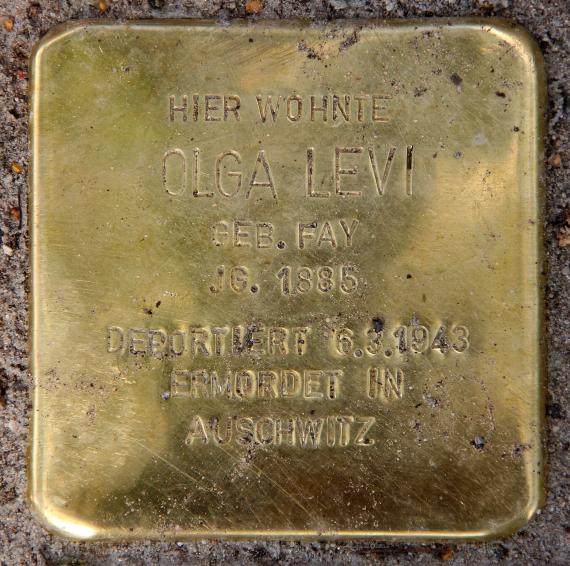 HIER WOHNTE
OLGA LEVI
GEB. FAY
JG. 1885
DEPORTIERT 6.3.1943
ERMORDET IN
AUSCHWITZ